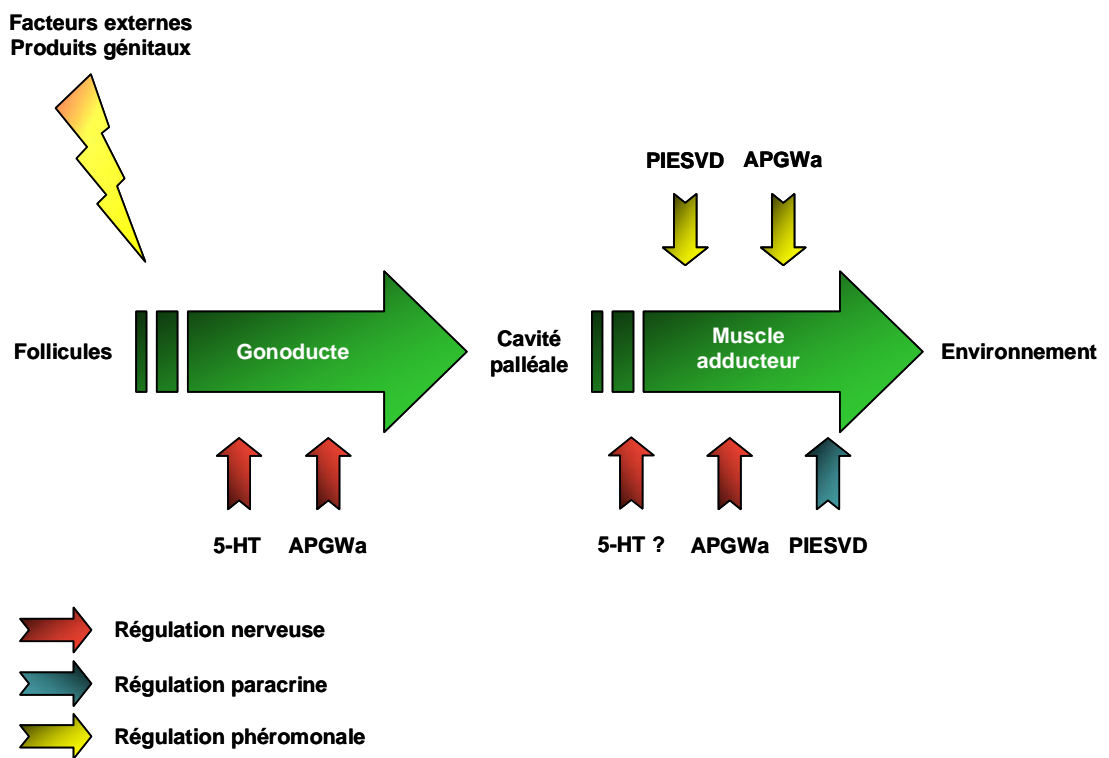 Facteurs externes
Produits génitaux
PIESVD
APGWa
Follicules
Gonoducte
Cavité
palléale
Muscle
adducteur
Environnement
5-HT
APGWa
5-HT ?
APGWa
PIESVD
Régulation nerveuse
Régulation paracrine
Régulation phéromonale